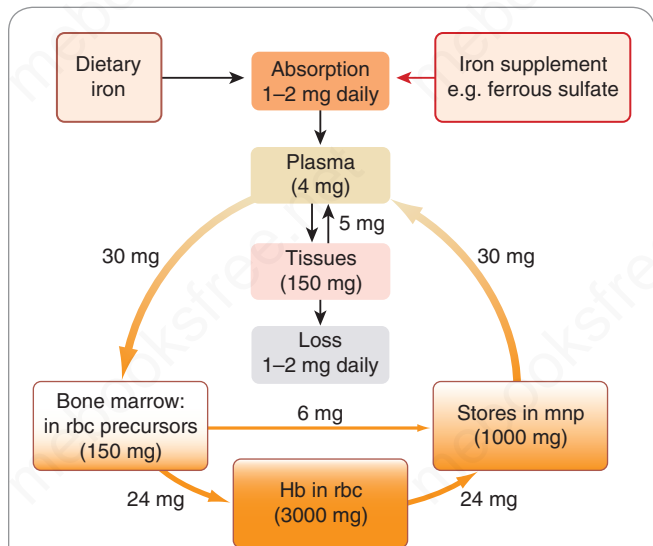 Dietary
iron
Absorption
1–2 mg daily
Iron supplement
e.g. ferrous sulfate
Plasma
(4 mg)
5 mg
30 mg
30 mg
Tissues
(150 mg)
Loss
1–2 mg daily
Bone marrow:
in rbc precursors
(150 mg)
6 mg
Stores in mnp
(1000 mg)
24 mg
Hb in rbc
(3000 mg)
24 mg